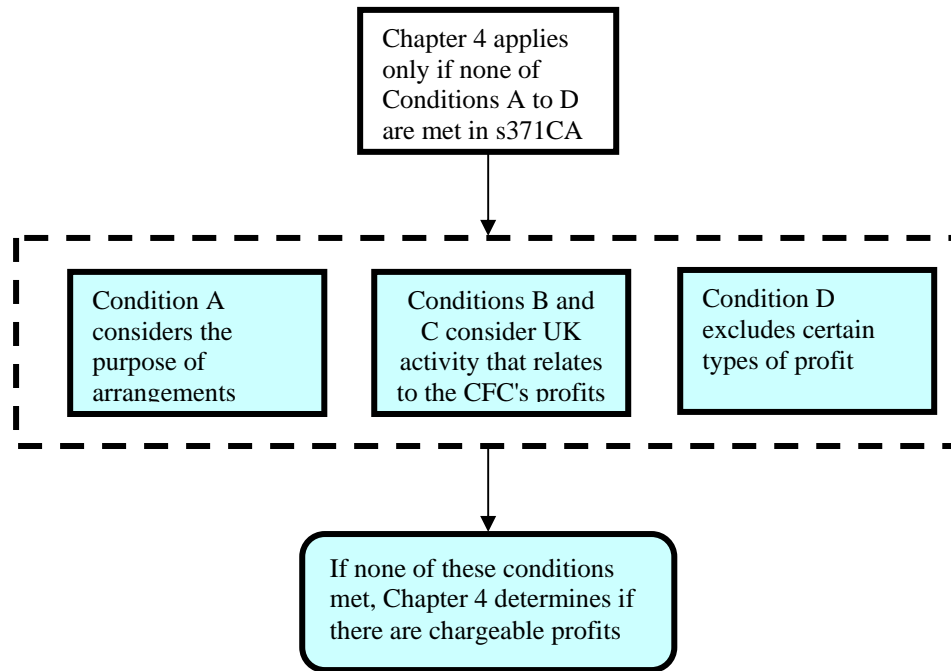 Chapter 4 applies
only if none of
Conditions A to D
are met in s371CA
Condition A
considers the
purpose of
arrangements
Conditions B and
C consider UK
activity that relates
to the CFC's profits
Condition D
excludes certain
types of profit
If none of these conditions
met, Chapter 4 determines if
there are chargeable profits